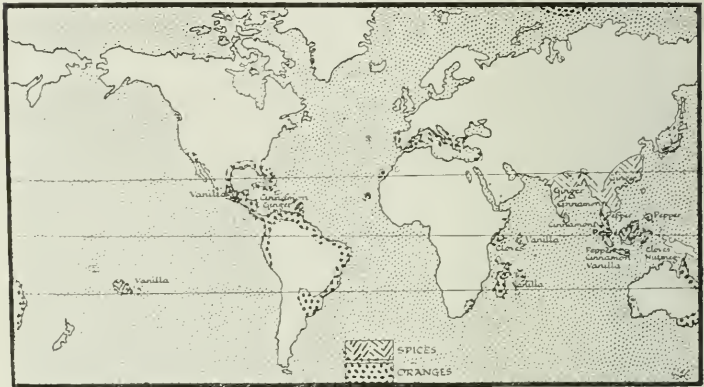 Vanilla
Cinnamon
Ginger
Vanilla
Ginger
Cinnamon
Cinnamon
Ginger
Pepper
Pepper
Pepper
Cinnamon
Vanilla
Cloves
Nutmeg
Cloves
Vanilla
Vanilla
SPICES
ORANGES